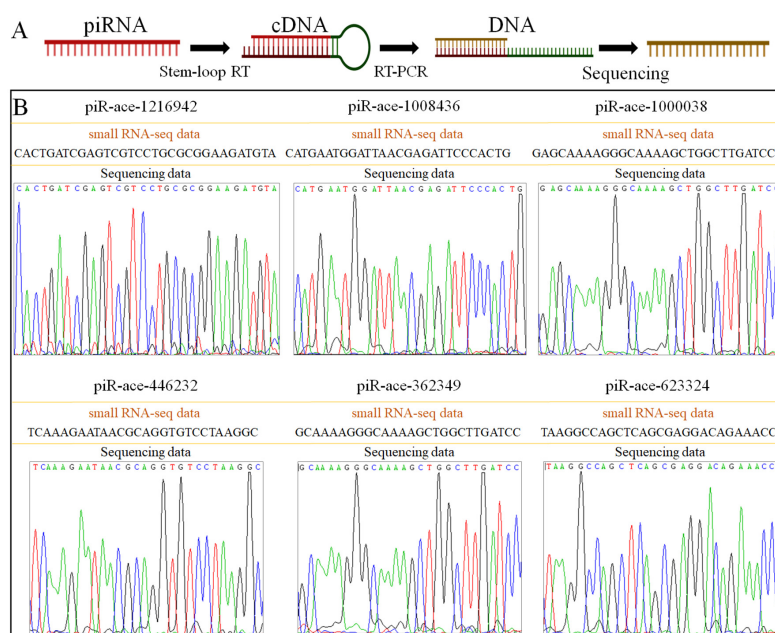 A
piRNA
cDNA
DNA
Stem-loop RT
RT-PCR
Sequencing
B
piR-ace-1216942
piR-ace-1008436
piR-ace-1000038
small RNA-seq data
small RNA-seq data
small RNA-seq data
CACTGATCGAGTCGTCCTGCGCGGAAGATGTA
CATGAATGGATTAACGAGATTCCCACTG
GAGCAAAAGGGCAAAAGCTGGCTTGATCC
Sequencing data
Sequencing data
Sequencing data
CACTGATCGAGTCGTCCTGCGCGGAAGATGTA
CATGAATGGATTAACGAGATTCCCACTG
GAGCAAAAGGGCAAAAGCTGGCTTGATCC
piR-ace-446232
piR-ace-362349
piR-ace-623324
small RNA-seq data
small RNA-seq data
small RNA-seq data
TCAAAGAATAACGCAGGTGTCCTAAGGC
GCAAAAGGGCAAAAGCTGGCTTGATCC
TAAGGCCAGCTCAGCGAGGACAGAAACC
Sequencing data
Sequencing data
Sequencing data
TCAAAGAATAACGCAGGTGTCCTAAGGC
GCAAAAGGGCAAAAGCTGGCTTGATCC
TAAGGCCAGCTCAGCGAGGACAGAAACC